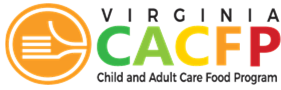 VIRGINIA
CACFP
Child and Adult Care Food Program